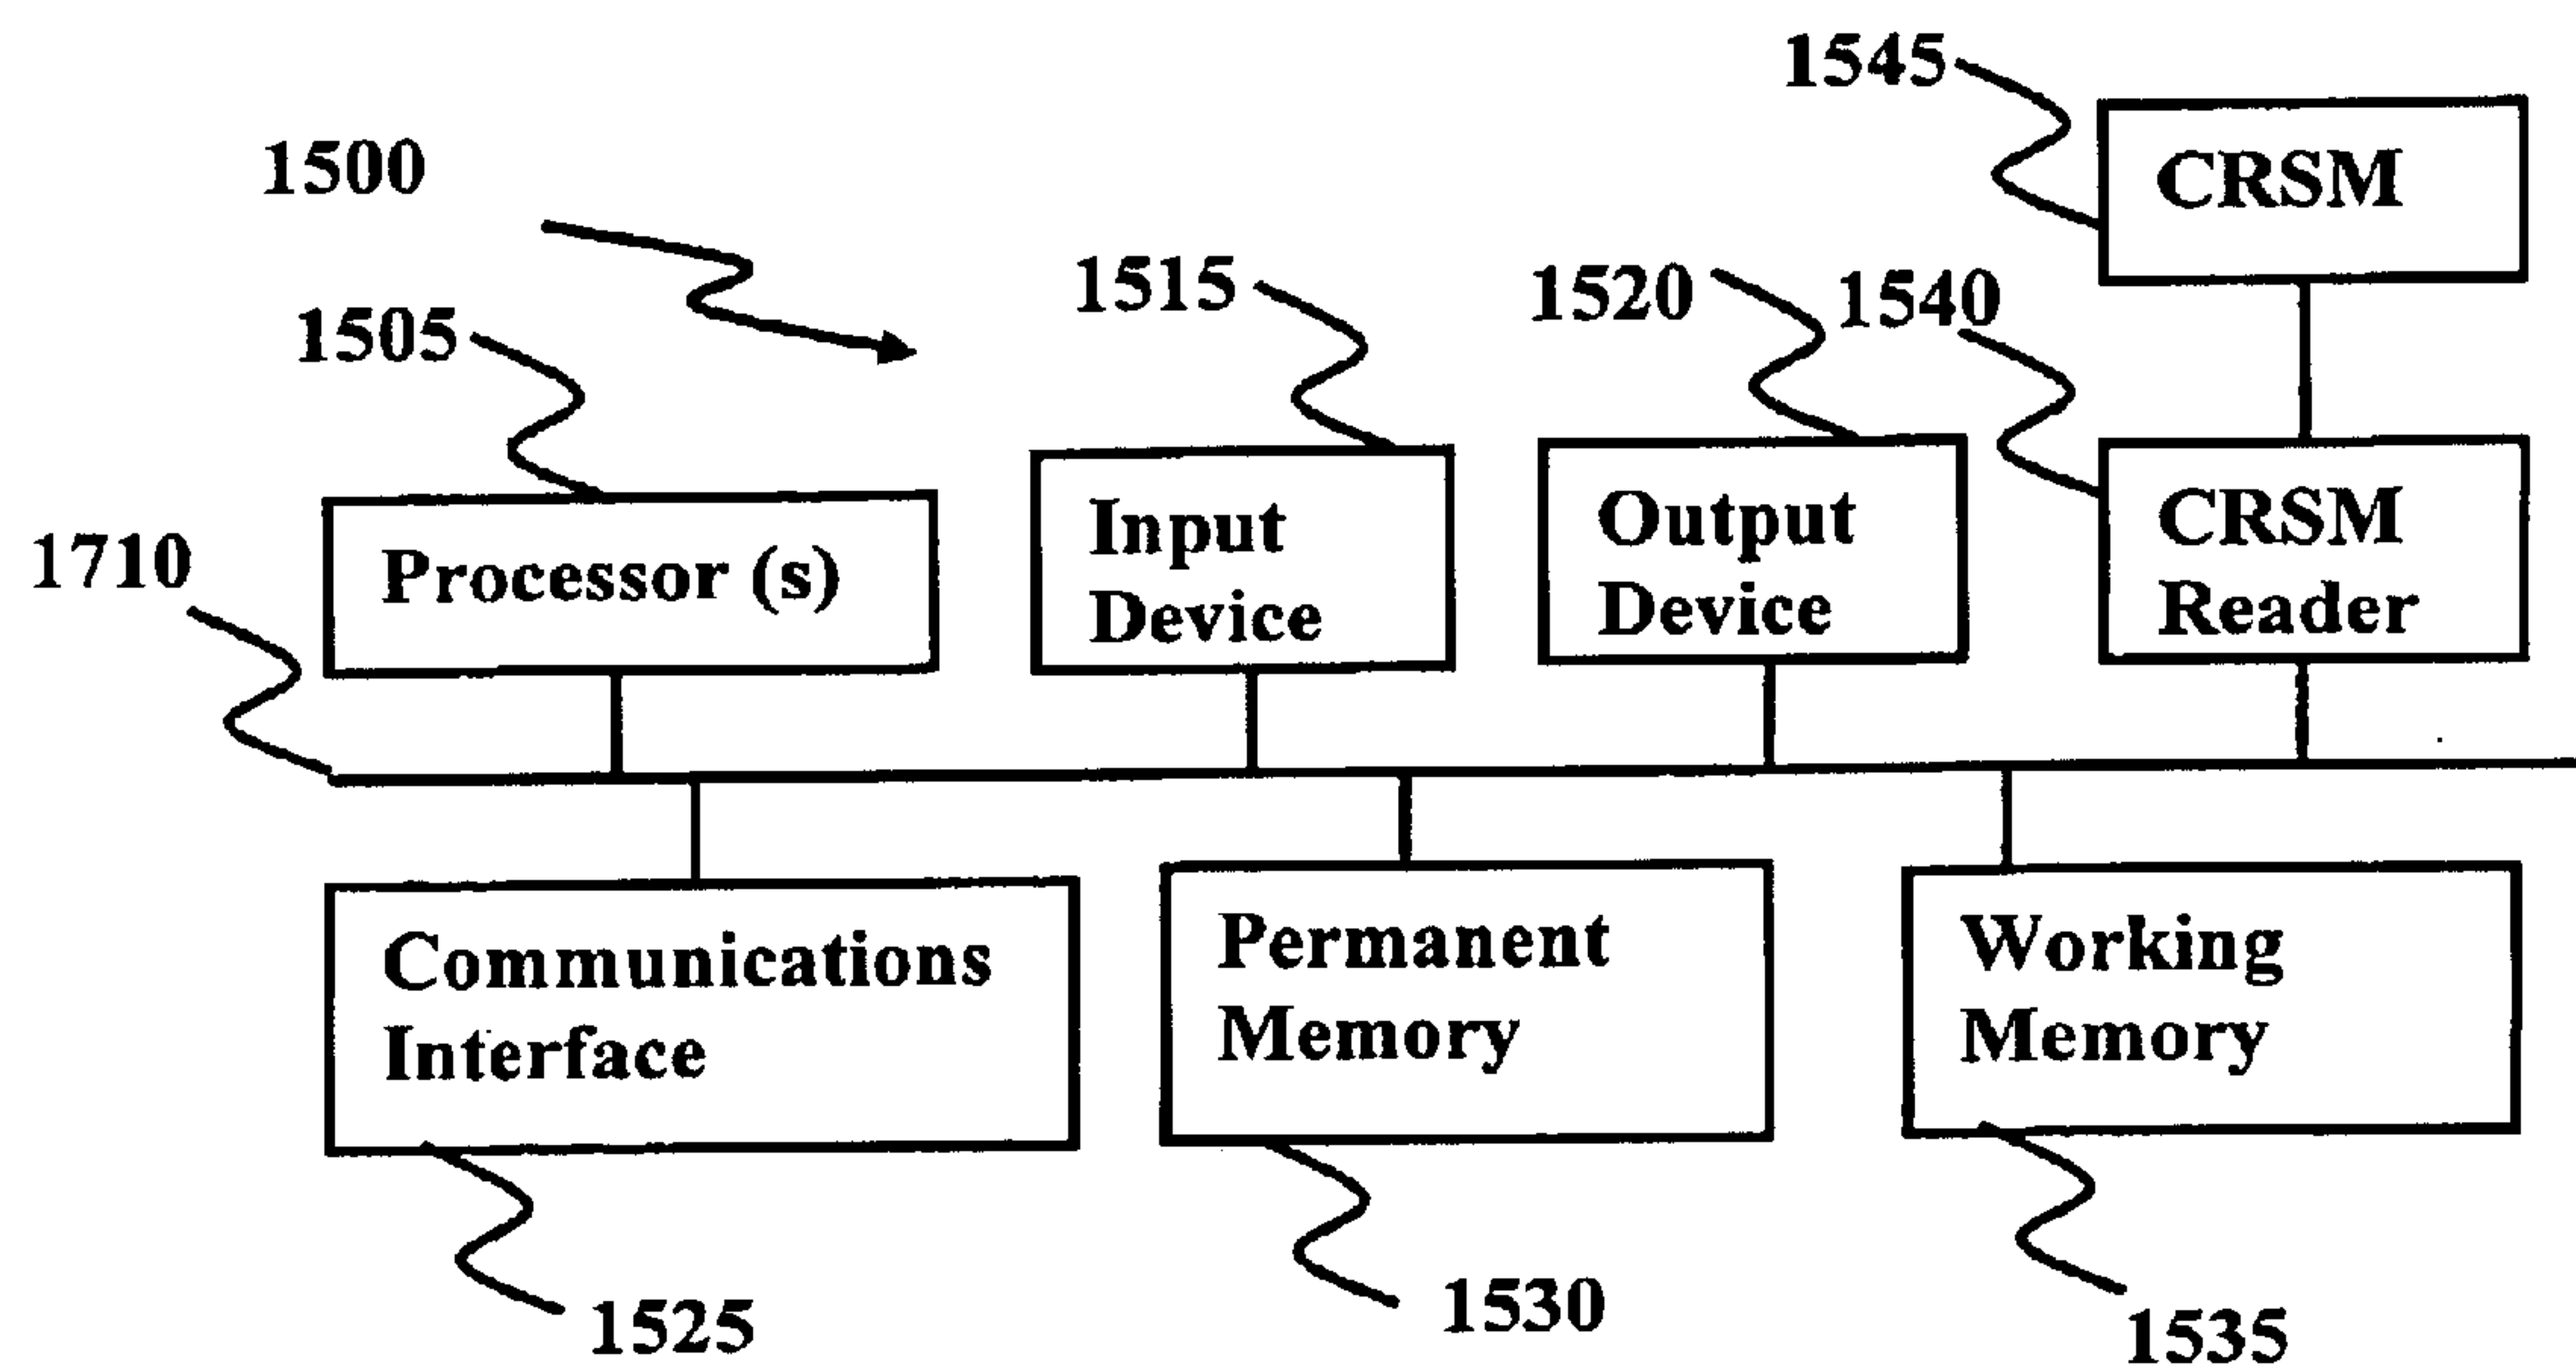 1545
CRSM
1500
1515
1520
1540
1505
Input
Device
Output
Device
CRSM
Reader
1710
Processor (s)
Communications
Interface
Permanent
Memory
Working
Memory
1525
1530
1535